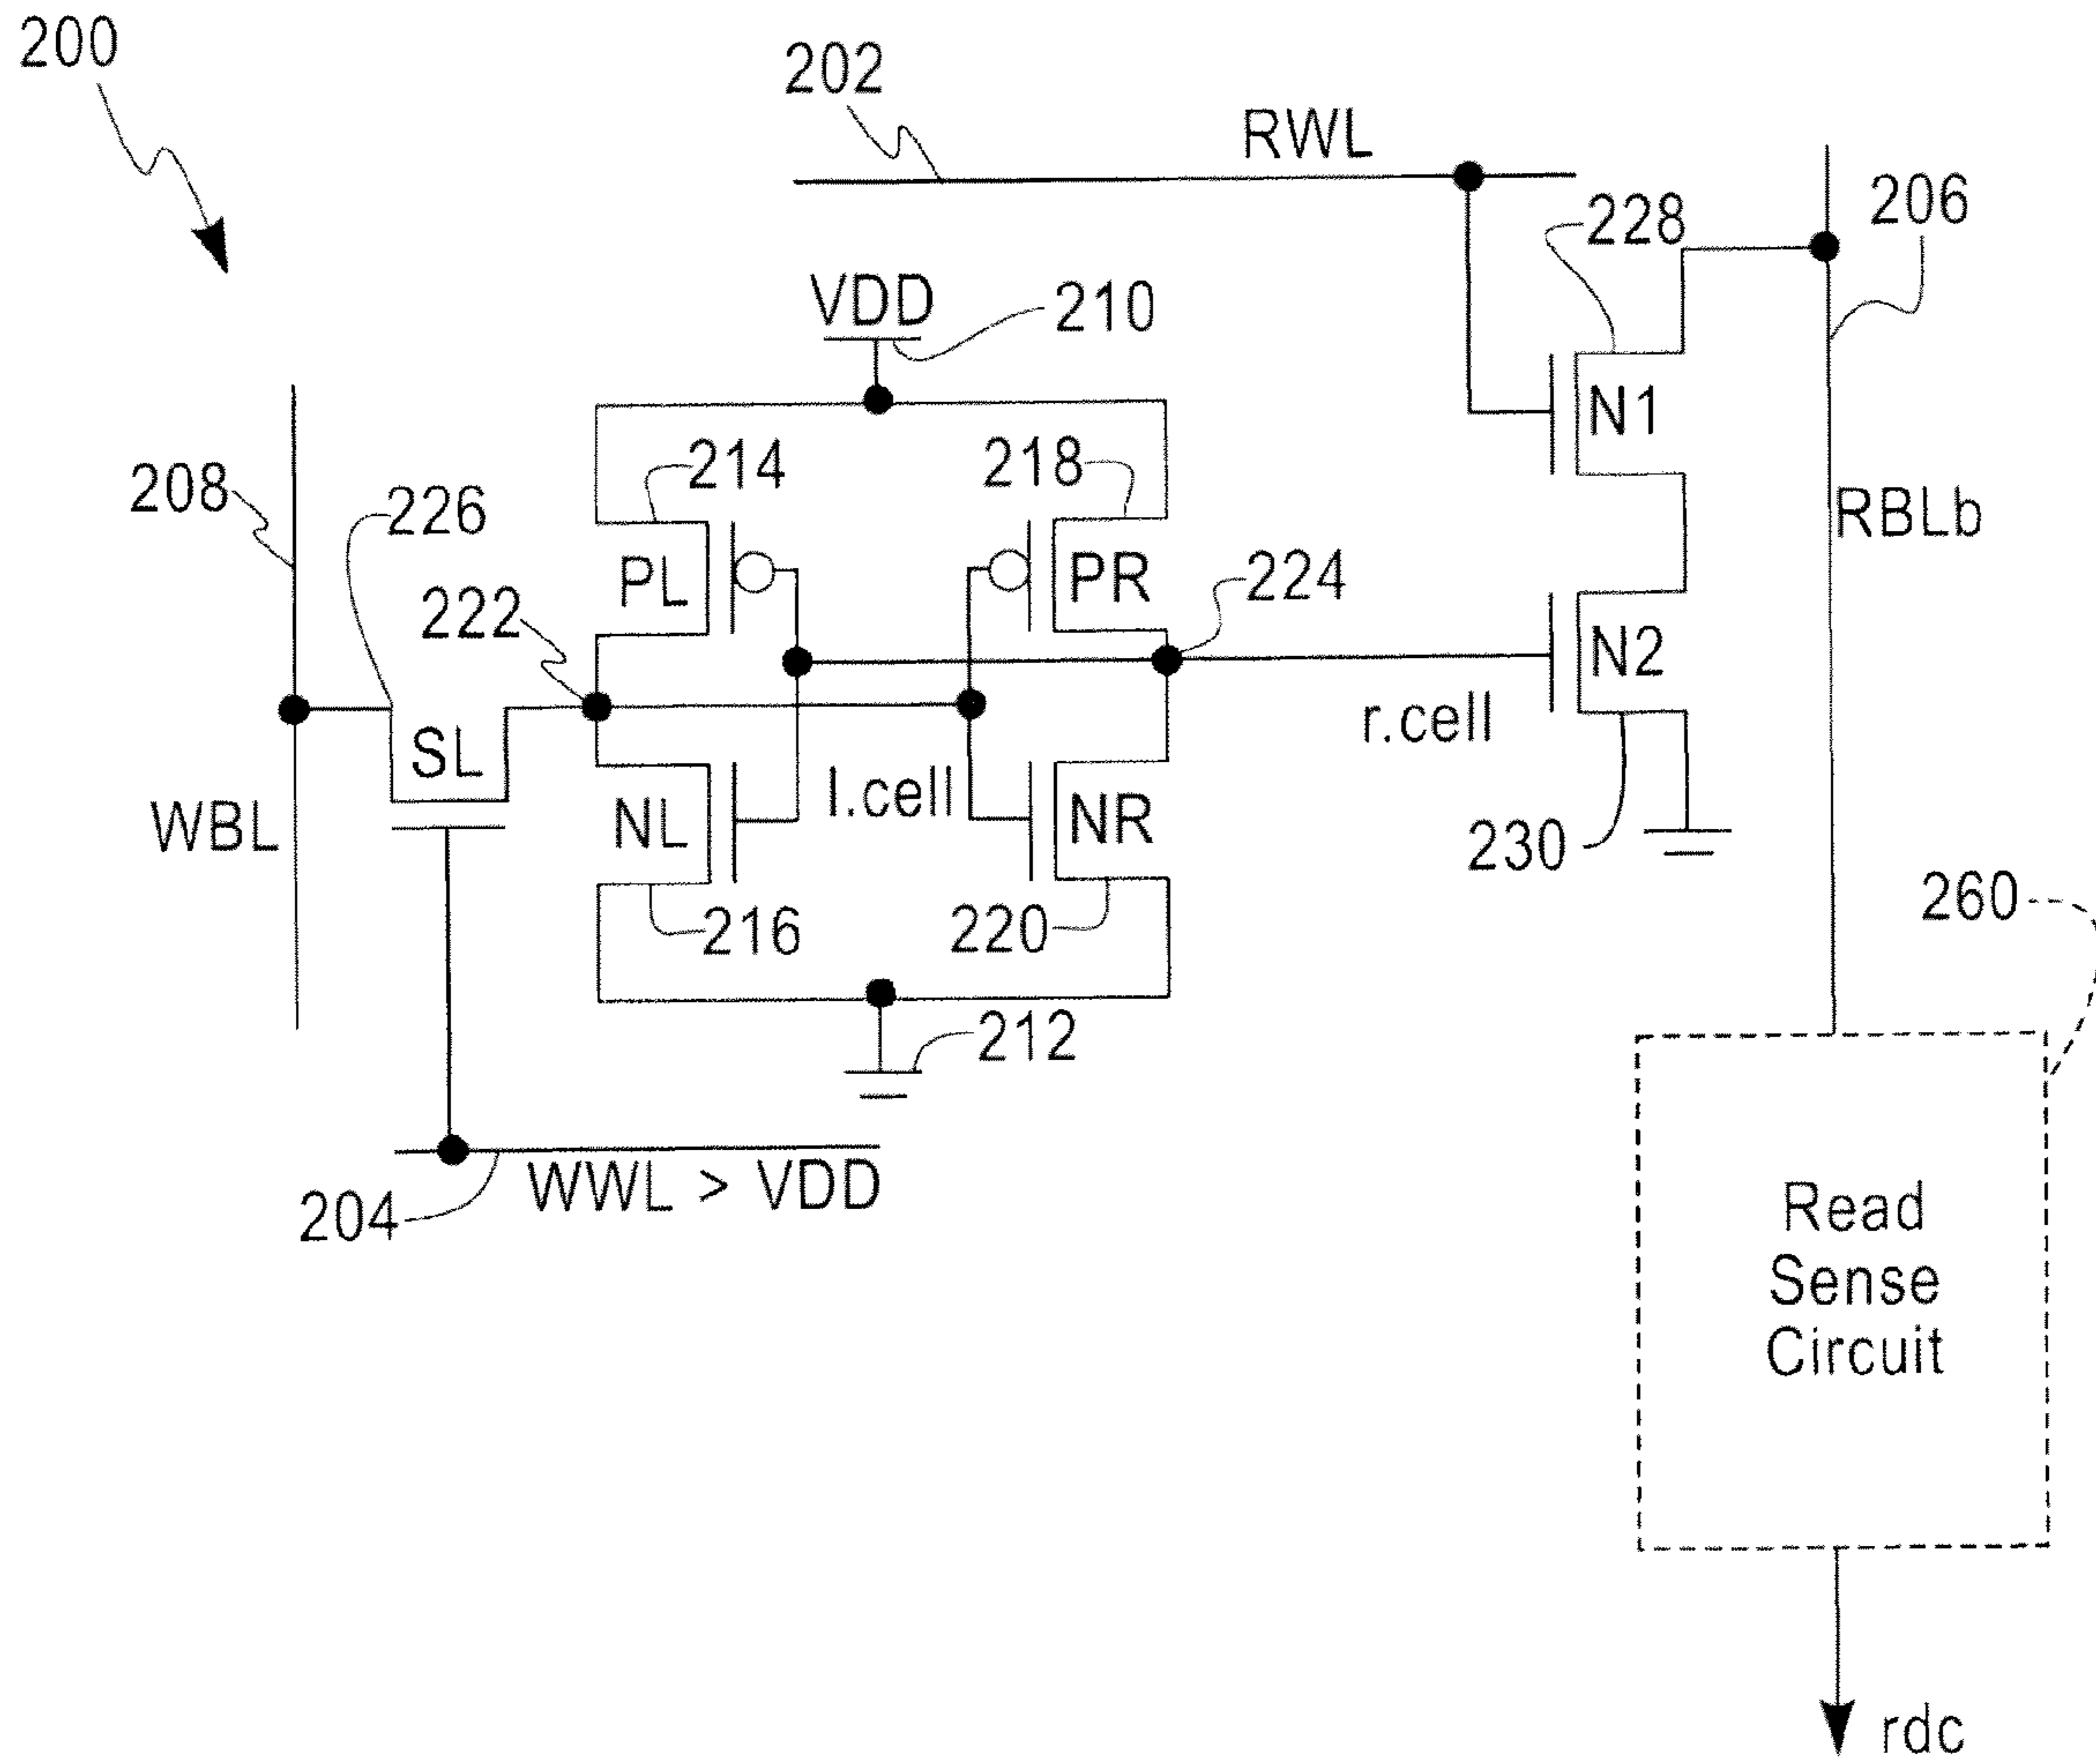 200
202
RWL
206
228
VDD
210
N1
208
226
214
218
RBLb
PL
PR
224
222
N2
r.cell
SL
l.cell
WBL
NL
NR
230
260
216
220
212
WWL > VDD
204
Read
Sense
Circuit
rdc